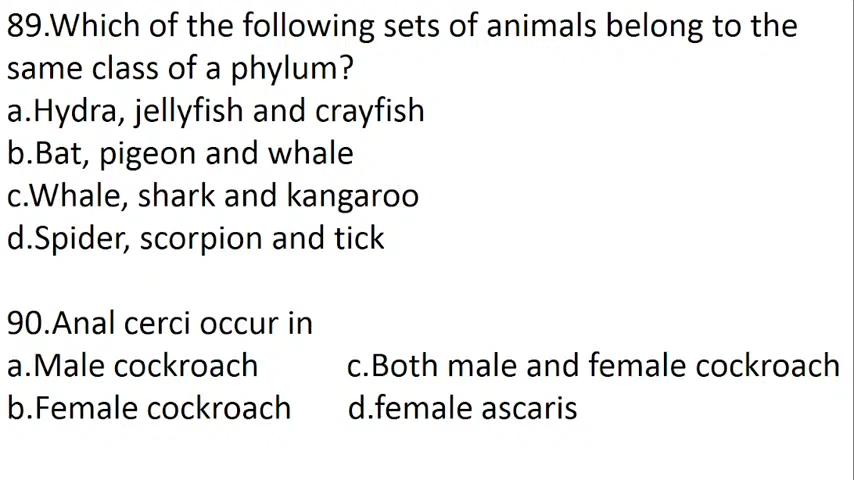 89.Which of the following sets of animals belong to the
same class of a phylum?
a.Hydra, jellyfish and crayfish
b.Bat, pigeon and whale
c.Whale, shark and kangaroo
d.Spider, scorpion and tick
90.Anal cerci occur in
a.Male cockroach c.Both male and female cockroach
b.Female cockroach d.female ascaris